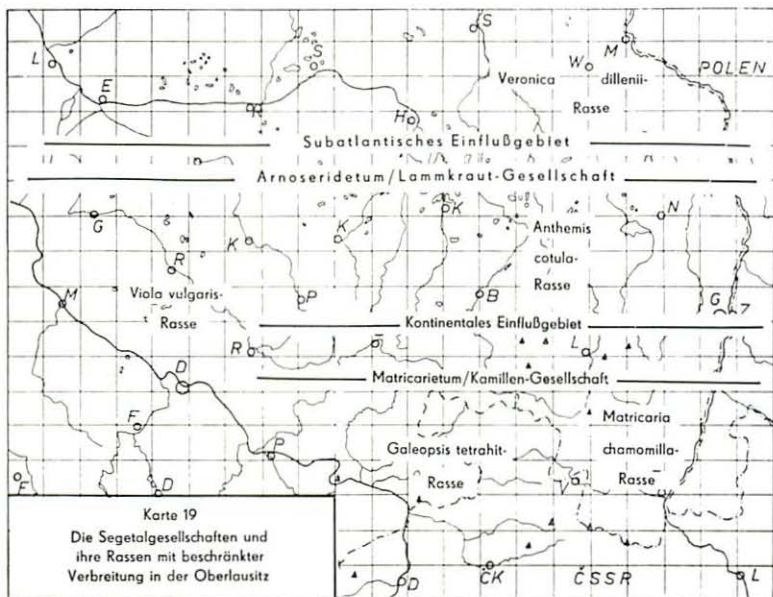 S
L
S
W
M
POLEN
E
Veronica
dillenii-
Rasse
R
H
Subatlantisches Einflußgebiet
Arnoseridetum/Lammkraut-Gesellschaft
G
K
K
K
N
Anthemis
cotula-
Rasse
R
Viola vulgaris-
Rasse
M
P
B
G
Z
Kontinentales Einflußgebiet
R
L
D
Matricarietum/Kamillen-Gesellschaft
Matricaria
chamomilla-
Rasse
F
Galeopsis tetrahit-
Rasse
P
F
D
Karte 19
Die Segetalgesellschaften und
ihre Rassen mit beschränkter
Verbreitung in der Oberlausitz
D
ČK
ČSSR
L